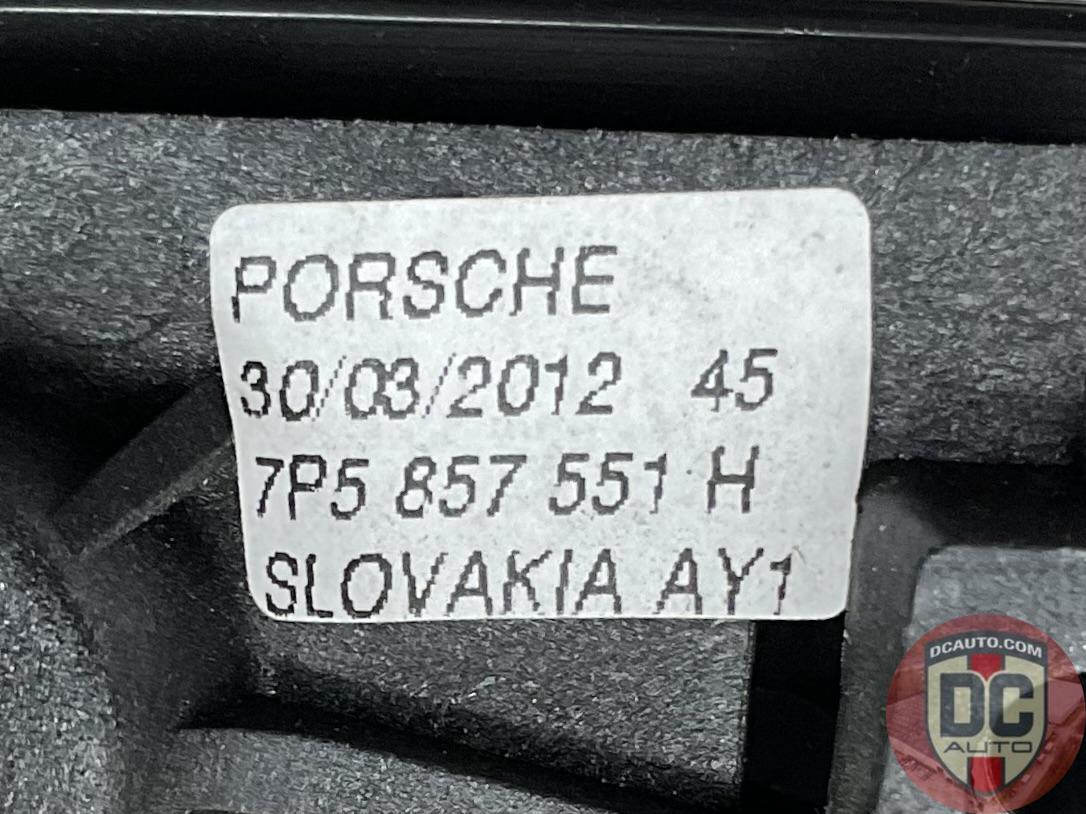 PORSCHE
30/03/2012 45
7P5 857 551 H
SLOVAKIA AY1
DCAUTO.COM
DC
AUTO